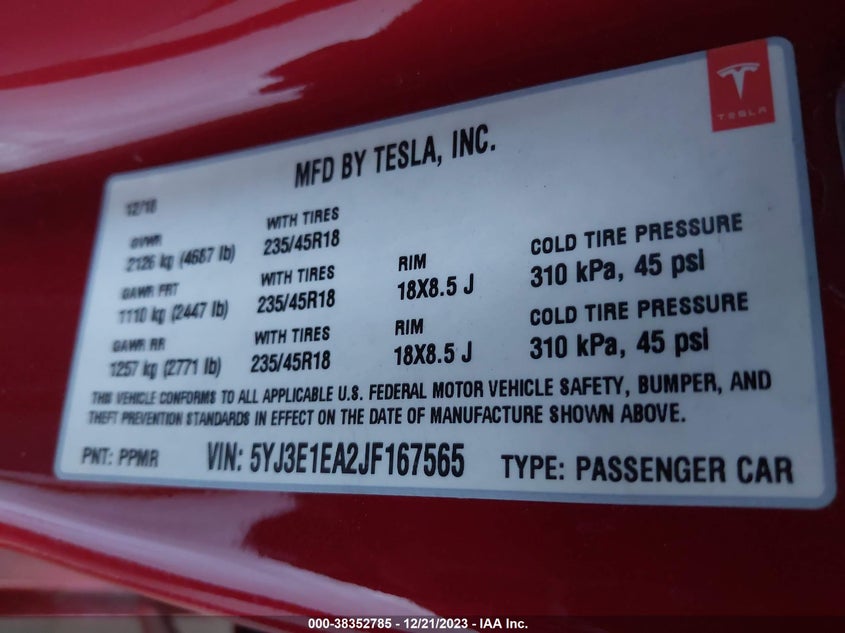 TESLA
MFD BY TESLA, INC.
12/18
GVWR
2126 kg (4687 lb)
WITH TIRES
235/45R18
GAWR FRT
1110 kg (2447 lb)
WITH TIRES
235/45R18
RIM
18X8.5 J
COLD TIRE PRESSURE
310 kPa, 45 psi
GAWR RR
1257 kg (2771 lb)
WITH TIRES
235/45R18
RIM
18X8.5 J
COLD TIRE PRESSURE
310 kPa, 45 psi
THIS VEHICLE CONFORMS TO ALL APPLICABLE U.S. FEDERAL MOTOR VEHICLE SAFETY, BUMPER, AND
THEFT PREVENTION STANDARDS IN EFFECT ON THE DATE OF MANUFACTURE SHOWN ABOVE.
PNT: PPMR VIN: 5YJ3E1EA2JF167565 TYPE: PASSENGER CAR
000-38352785 - 12/21/2023 - IAA Inc.